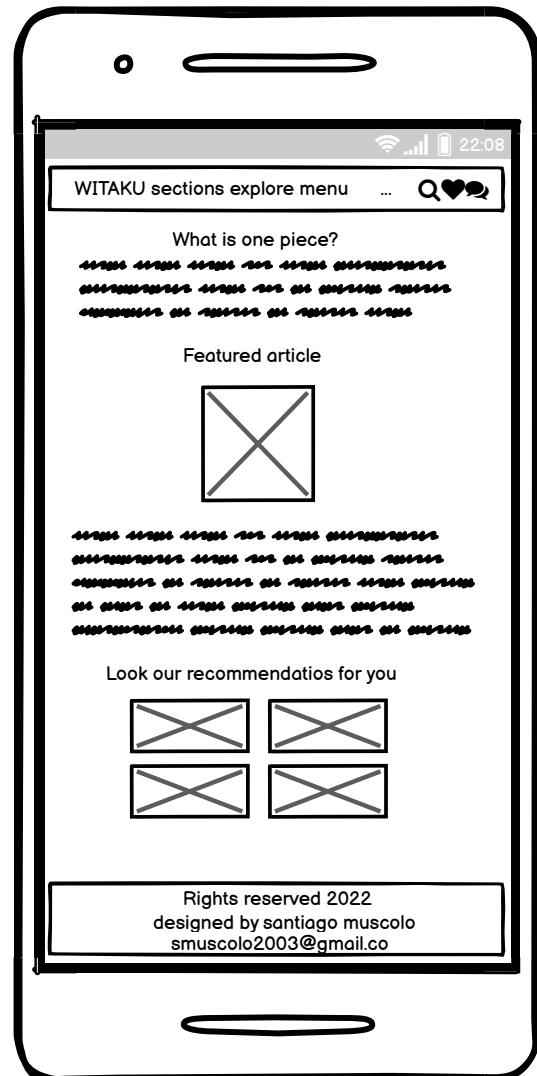 22:08
WITAKU sections explore menu ...
What is one piece?
Featured article
Look our recommendatios for you
Rights reserved 2022
designed by santiago muscolo
smuscolo2003@gmail.co